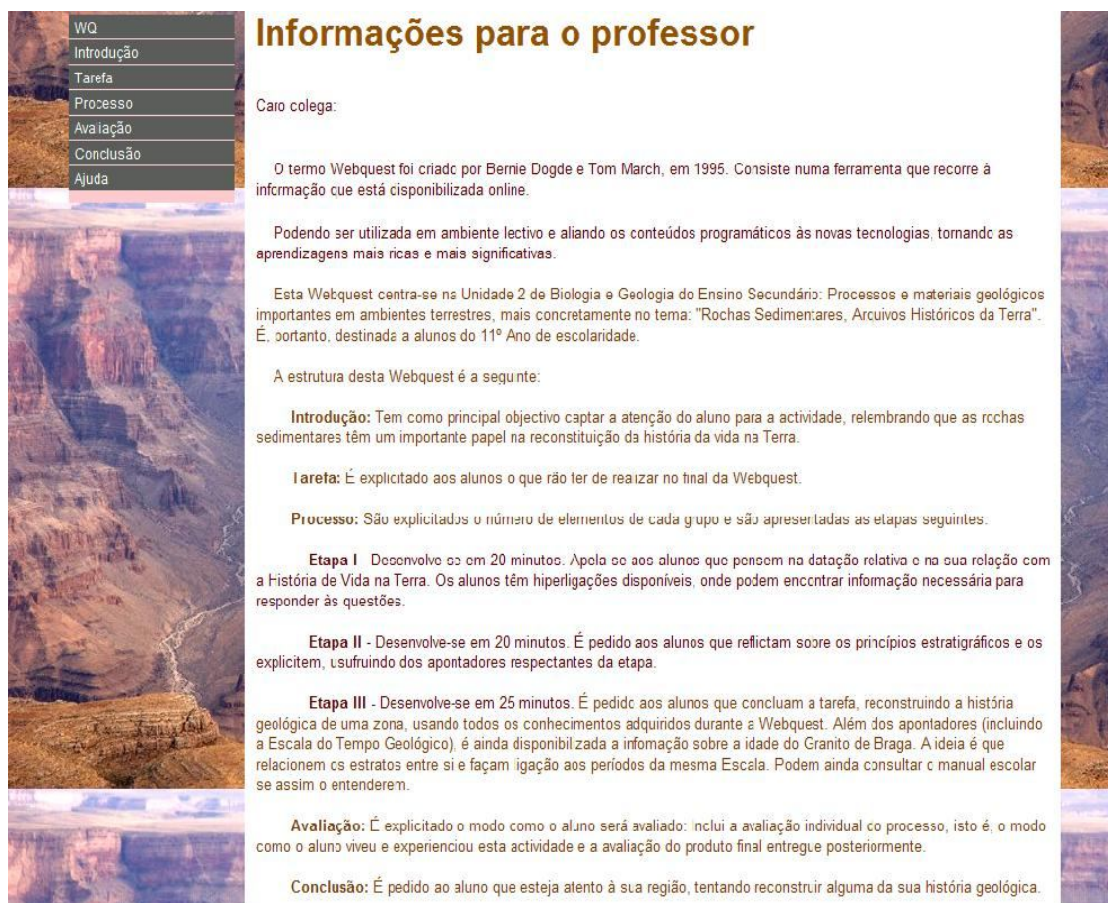 WQ
Introdução
Tarefa
Processo
Avaliação
Conclusão
Ajuda
Informações para o professor
Caro colega:
O termo Webquest foi criado por Bernie Dogde e Tom March, em 1995. Consiste numa ferramenta que recorre à
informação que está disponibilizada online.
Podendo ser utilizada em ambiente lectivo e aliando os conteúdos programáticos às novas tecnologias, tornando as
aprendizagens mais ricas e mais significativas.
Esta Webquest centra-se na Unidade 2 de Biologia e Geologia do Ensino Secundário: Processos e materiais geológicos
importantes em ambientes terrestres, mais concretamente no tema: "Rochas Sedimentares, Arquivos Históricos da Terra".
É, portanto, destinada a alunos do 11º Ano de escolaridade.
A estrutura desta Webquest é a seguinte:
Introdução: Tem como principal objectivo captar a atenção do aluno para a actividade, relembrando que as rochas
sedimentares têm um importante papel na reconstituição da história da vida na Terra.
Tarefa: É explicitado aos alunos o que rão ter de realizar no final da Webquest.
Processo: São explicitados o número de elementos de cada grupo e são apresentadas as etapas seguintes.
Etapa I - Desenvolve-se em 20 minutos. Apela-se aos alunos que pensem na datação relativa e na sua relação com
a História de Vida na Terra. Os alunos têm hiperligações disponíveis, onde podem encontrar informação necessária para
responder às questões.
Etapa II - Desenvolve-se em 20 minutos. É pedido aos alunos que reflictam sobre os princípios estratigráficos e os
explicitem, usufruindo dos apontadores respectantes da etapa.
Etapa III - Desenvolve-se em 25 minutos. É pedido aos alunos que concluam a tarefa, reconstruindo a história
geológica de uma zona, usando todos os conhecimentos adquiridos durante a Webquest. Além dos apontadores (incluindo
a Escala do Tempo Geológico), é ainda disponibilizada a infomação sobre a idade do Granito de Braga. A ideia é que
relacionem os estratos entre si e façam ligação aos períodos da mesma Escala. Podem ainda consultar o manual escolar
se assim o entenderem.
Avaliação: É explicitado o modo como o aluno será avaliado: Inclui a avaliação individual do processo, isto é, o modo
como o aluno viveu e experienciou esta actividade e a avaliação do produto final entregue posteriormente.
Conclusão: É pedido ao aluno que esteja atento à sua região, tentando reconstruir alguma da sua história geológica.